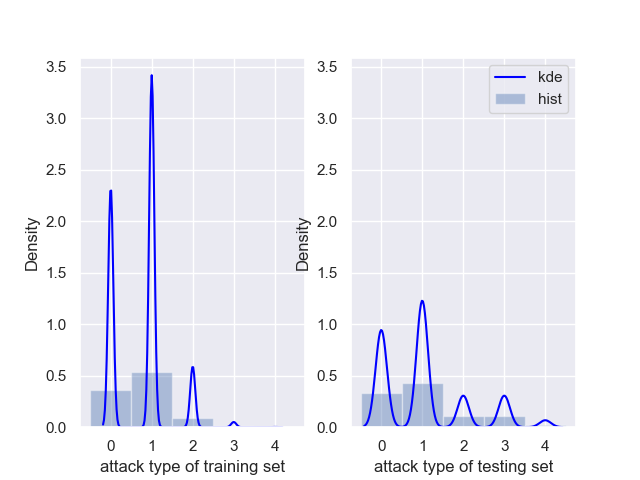 3.5
3.0
2.5
2.0
1.5
1.0
0.5
0.0
Density
0 1 2 3 4
attack type of training set
3.5
3.0
2.5
2.0
1.5
1.0
0.5
0.0
Density
0 1 2 3 4
attack type of testing set
kde
hist